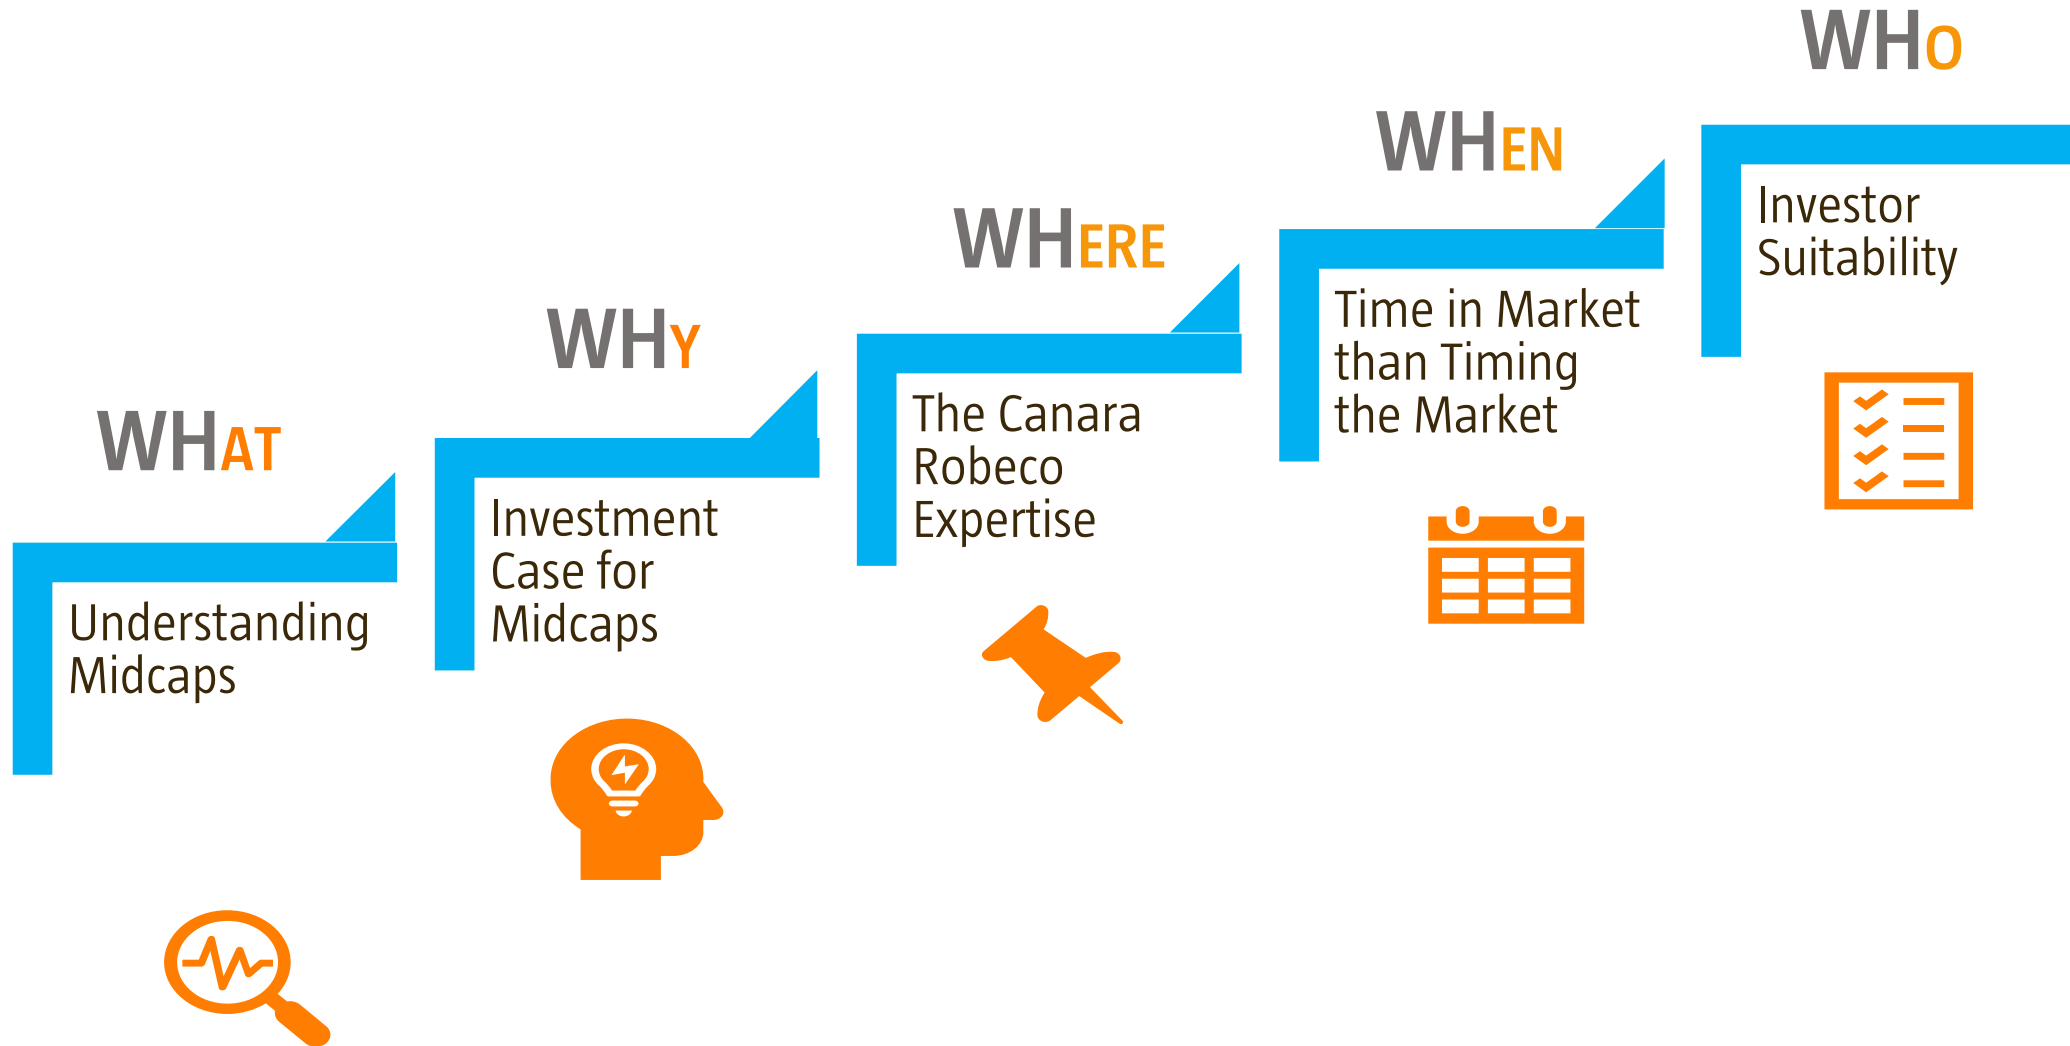 WHAT
Understanding
Midcaps
WHY
Investment
Case for
Midcaps
WHERE
The Canara
Robeco
Expertise
WHEN
Time in Market
than Timing
the Market
WHO
Investor
Suitability